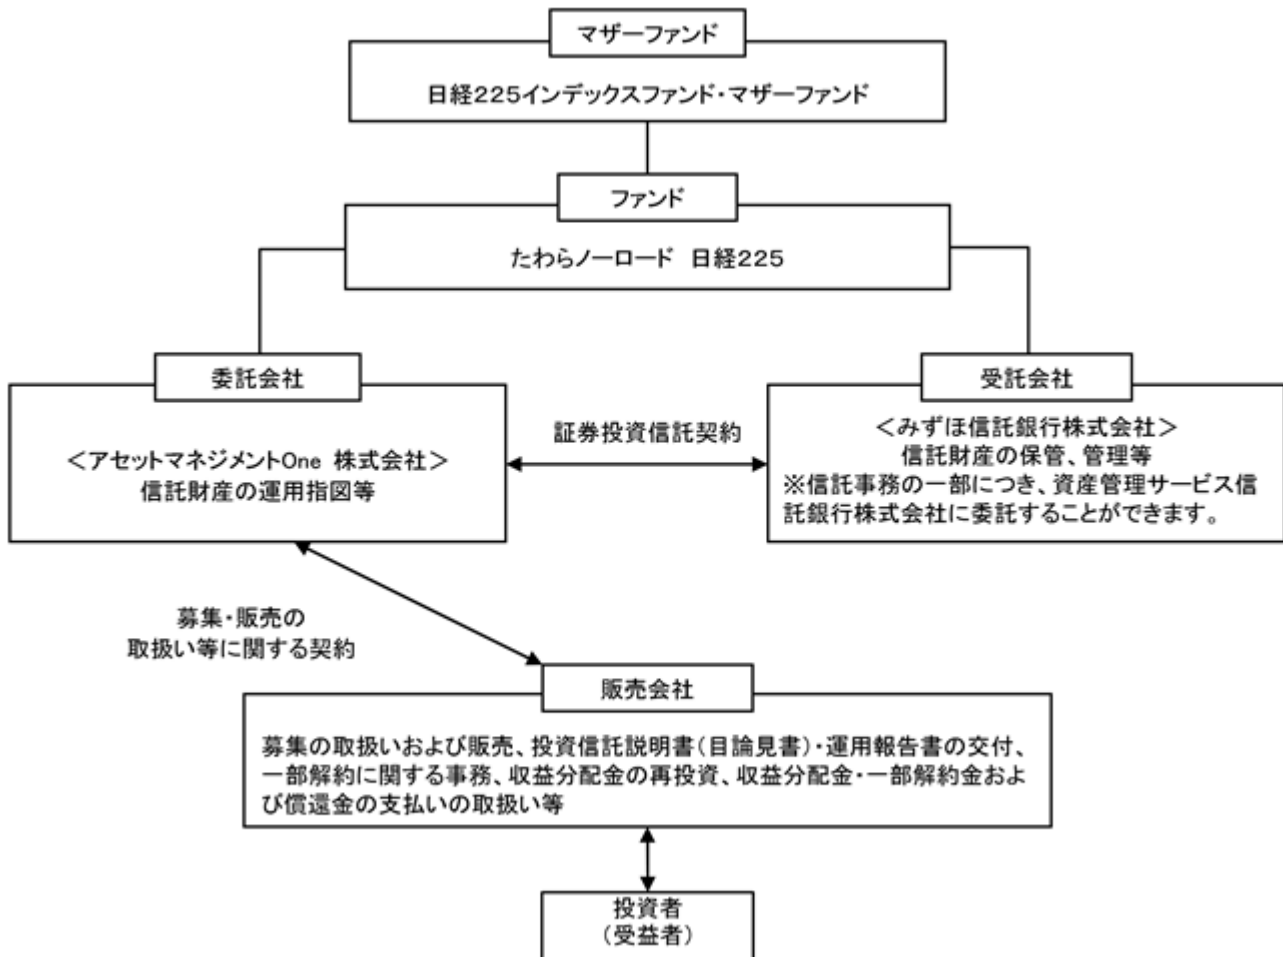 マザーファンド
日経225インデックスファンド・マザーファンド
ファンド
たわらノーロード 日経225
委託会社
＜アセットマネジメントOne 株式会社＞
信託財産の運用指図等
証券投資信託契約
受託会社
＜みずほ信託銀行株式会社＞
信託財産の保管、管理等
※信託事務の一部につき、資産管理サービス信
託銀行株式会社に委託することができます。
募集・販売の
取扱い等に関する契約
販売会社
募集の取扱いおよび販売、投資信託説明書（目論見書）・運用報告書の交付、
一部解約に関する事務、収益分配金の再投資、収益分配金・一部解約金およ
び償還金の支払いの取扱い等
投資者
（受益者）